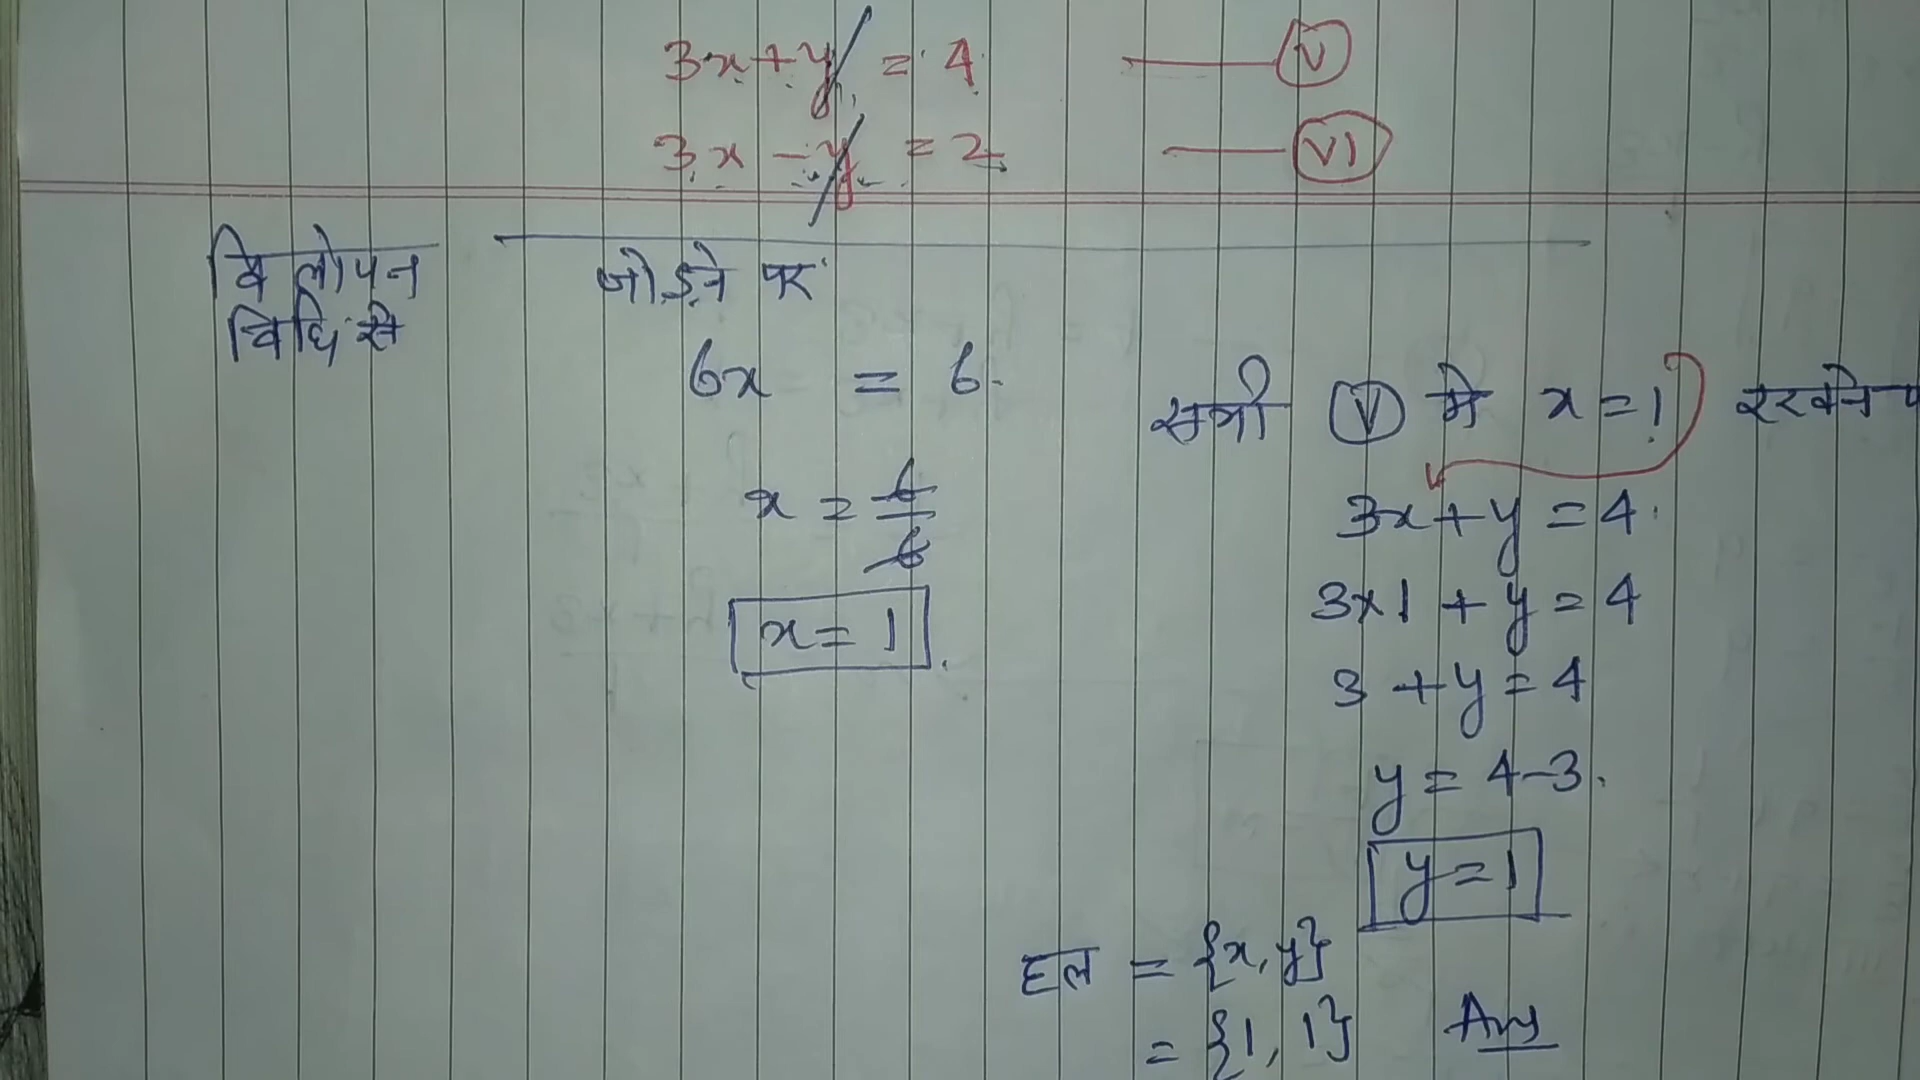 3x + y = 4 — V
3x - y = 2 — VI
विलोपन
विधि से
जोड़ने पर
6x = 6
x = 6/6
x = 1
समी V मे x = 1 रखने प
3x + y = 4
3x1 + y = 4
3 + y = 4
y = 4-3
y = 1
हल = {x, y}
= {1, 1} Ans